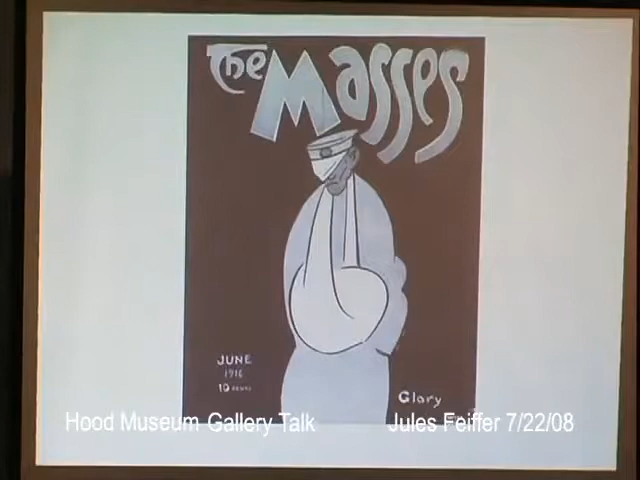 The Masses
JUNE
1916
10 CENTS
Glory
Hood Museum Gallery Talk
Jules Feiffer 7/22/08